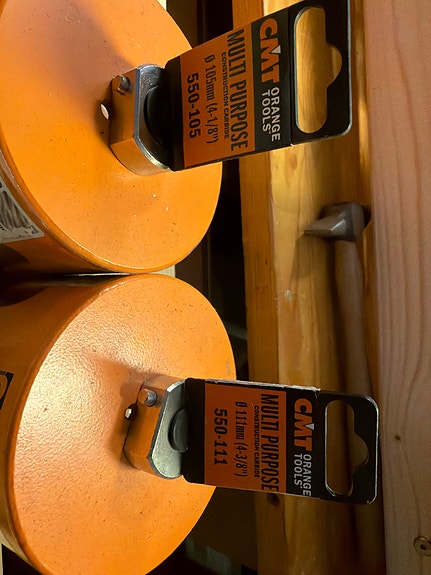 CMT
ORANGE
TOOLS®
MULTI PURPOSE
CONSTRUCTION CARBIDE
Ø 105mm (4-1/8")
550-105
CMT
ORANGE
TOOLS®
MULTI PURPOSE
CONSTRUCTION CARBIDE
Ø 111mm (4-3/8")
550-111